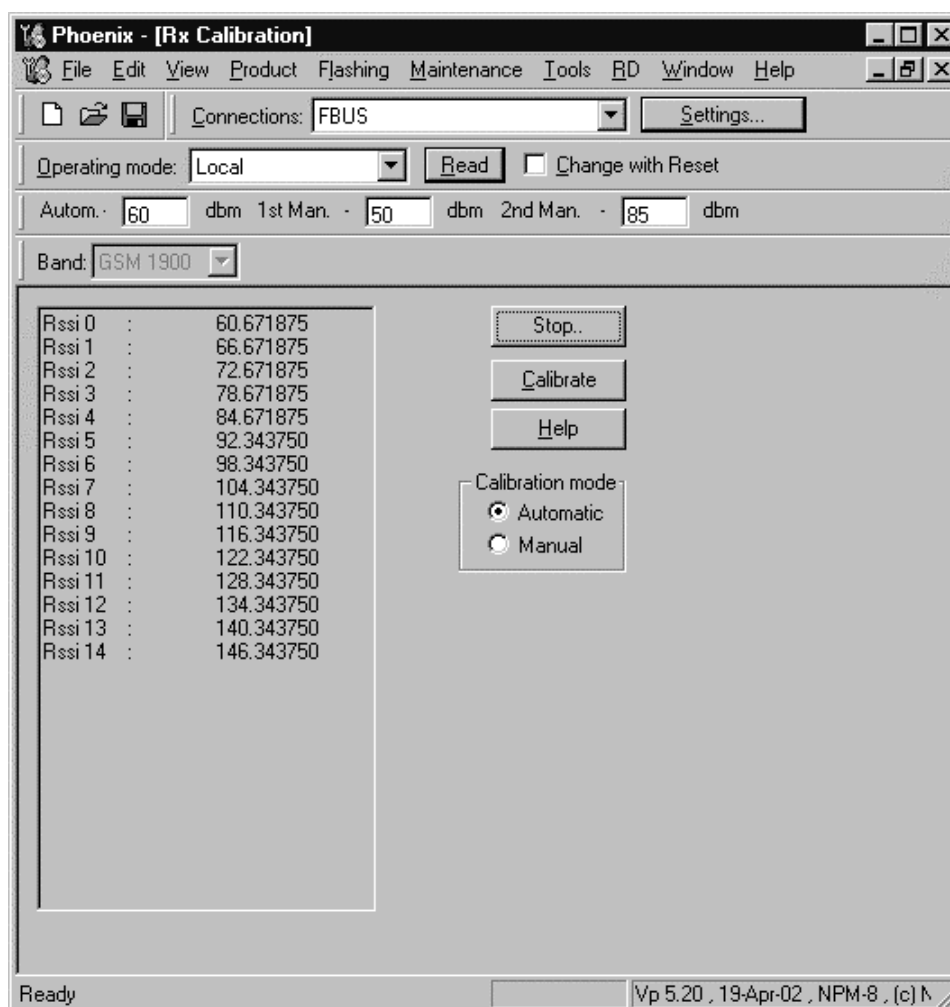 Phoenix - [Rx Calibration]
File Edit View Product Flashing Maintenance Tools RD Window Help
Connections: FBUS Settings...
Operating mode: Local Read Change with Reset
Autom. - 60 dbm 1st Man. - 50 dbm 2nd Man. - 85 dbm
Band: GSM 1900
Rssi 0 : 60.671875
Rssi 1 : 66.671875
Rssi 2 : 72.671875
Rssi 3 : 78.671875
Rssi 4 : 84.671875
Rssi 5 : 92.343750
Rssi 6 : 98.343750
Rssi 7 : 104.343750
Rssi 8 : 110.343750
Rssi 9 : 116.343750
Rssi 10 : 122.343750
Rssi 11 : 128.343750
Rssi 12 : 134.343750
Rssi 13 : 140.343750
Rssi 14 : 146.343750
Stop..
Calibrate
Help
Calibration mode
Automatic
Manual
Ready
Vp 5.20 , 19-Apr-02 , NPM-8 , (c)